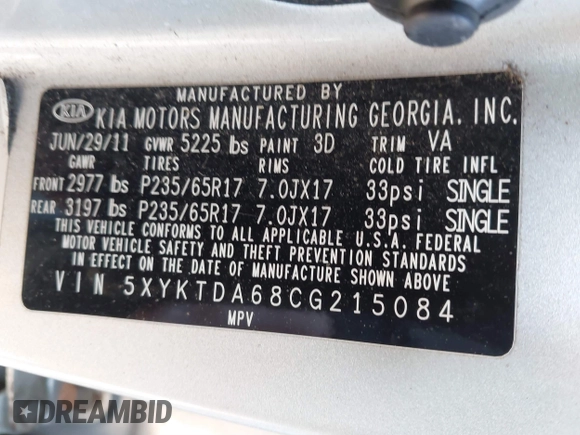 MANUFACTURED BY
KIA KIA MOTORS MANUFACTURING GEORGIA, INC.
JUN/29/11 GVWR 5225 lbs PAINT 3D TRIM VA
GAWR TIRES RIMS COLD TIRE INFL
FRONT 2977 lbs P235/65R17 7.0JX17 33psi SINGLE
REAR 3197 lbs P235/65R17 7.0JX17 33psi SINGLE
THIS VEHICLE CONFORMS TO ALL APPLICABLE U.S.A. FEDERAL
MOTOR VEHICLE SAFETY AND THEFT PREVENTION STANDARDS
IN EFFECT ON THE DATE OF MANUFACTURE SHOWN ABOVE
VIN 5XYKTDA68CG215084
MPV
DREAMBID